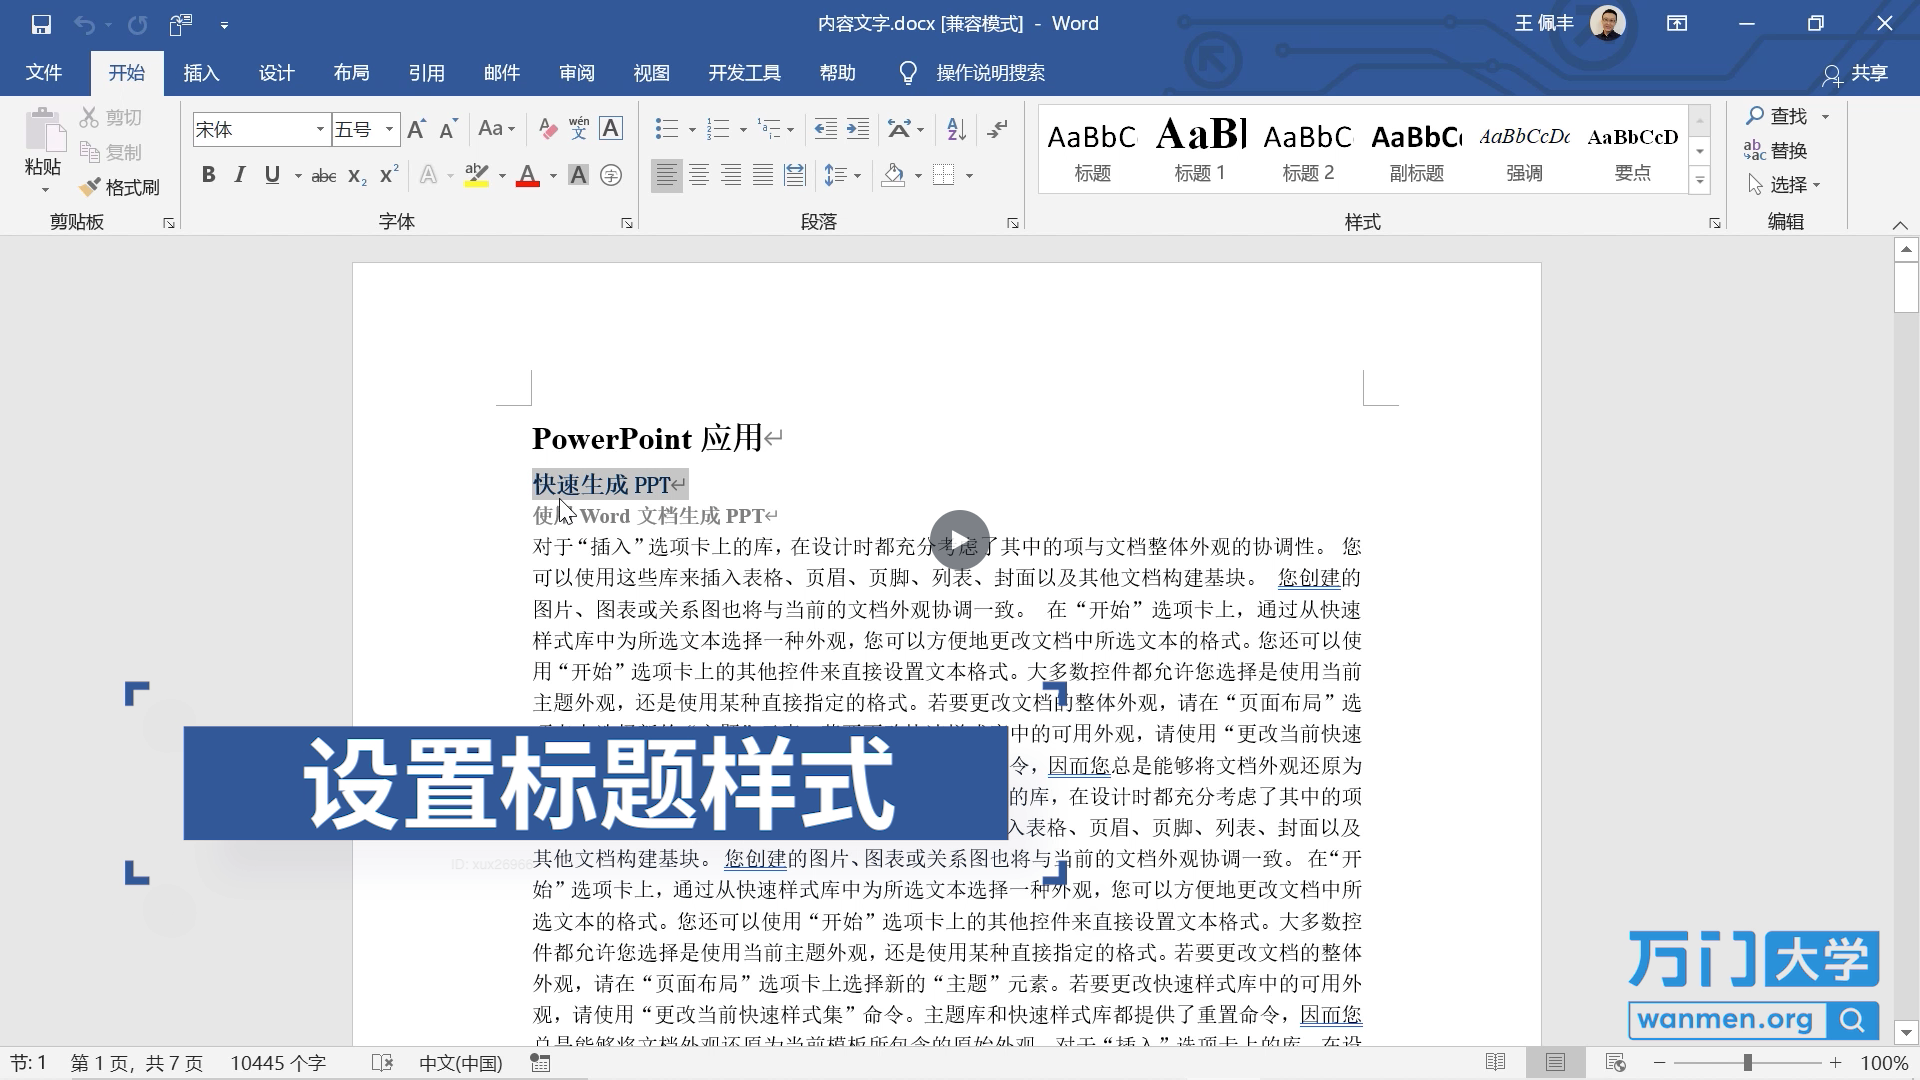 内容文字.docx [兼容模式] - Word
王 佩丰
文件 开始 插入 设计 布局 引用 邮件 审阅 视图 开发工具 帮助 操作说明搜索 共享
粘贴
剪切
复制
格式刷
剪贴板
宋体 五号
Aa wén 文 A
B I U abc X₂ X² A ab A A 字
字体
段落
AaBbC AaBl AaBbC AaBbC AaBbCcDc AaBbCcD
标题 标题 1 标题 2 副标题 强调 要点
样式
查找
替换
选择
编辑
PowerPoint 应用
快速生成 PPT
Word 文档生成 PPT
对于“插入”选项卡上的库，在设计时都充分考虑了其中的项与文档整体外观的协调性。 您
可以使用这些库来插入表格、页眉、页脚、列表、封面以及其他文档构建基块。 您创建的
图片、图表或关系图也将与当前的文档外观协调一致。 在“开始”选项卡上，通过从快速
样式库中为所选文本选择一种外观，您可以方便地更改文档中所选文本的格式。您还可以使
用“开始”选项卡上的其他控件来直接设置文本格式。大多数控件都允许您选择是使用当前
主题外观，还是使用某种直接指定的格式。若要更改文档的整体外观，请在“页面布局”选
中的可用外观，请使用“更改当前快速
令，因而您总是能够将文档外观还原为
的库，在设计时都充分考虑了其中的项
入表格、页眉、页脚、列表、封面以及
设置标题样式
其他文档构建基块。 您创建的图片、图表或关系图也将与当前的文档外观协调一致。 在“开
始”选项卡上，通过从快速样式库中为所选文本选择一种外观，您可以方便地更改文档中所
选文本的格式。您还可以使用“开始”选项卡上的其他控件来直接设置文本格式。大多数控
件都允许您选择是使用当前主题外观，还是使用某种直接指定的格式。若要更改文档的整体
外观，请在“页面布局”选项卡上选择新的“主题”元素。若要更改快速样式库中的可用外
观，请使用“更改当前快速样式集”命令。主题库和快速样式库都提供了重置命令，因而您
万门大学
wanmen.org
节: 1 第 1 页，共 7 页 10445 个字 中文(中国) 100%